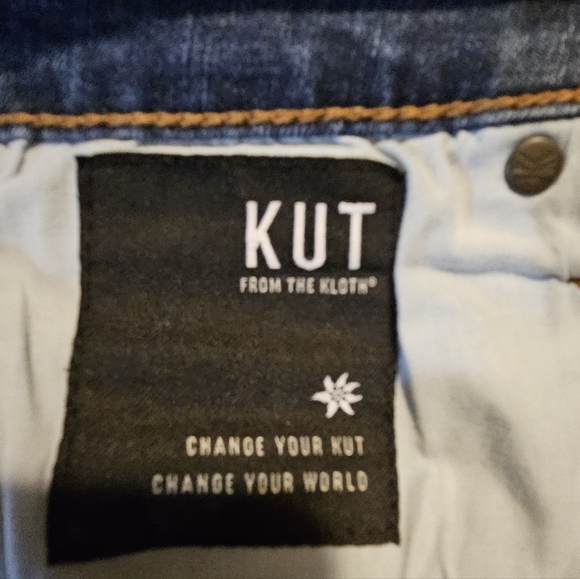 KUT
FROM THE KLOTH®
CHANGE YOUR KUT
CHANGE YOUR WORLD